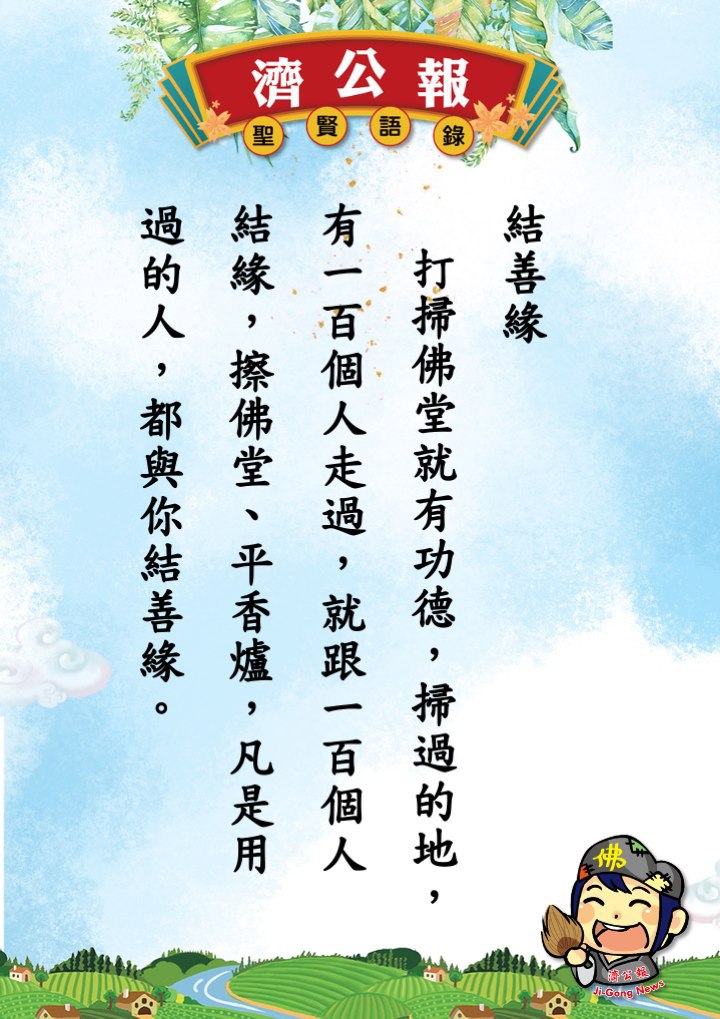 濟公報
聖賢語錄
結善緣
打掃佛堂就有功德，掃過的地，
有一百個人走過，就跟一百個人
結緣，擦佛堂、平香爐，凡是用
過的人，都與你結善緣。
佛
濟公報
Ji-Gong News